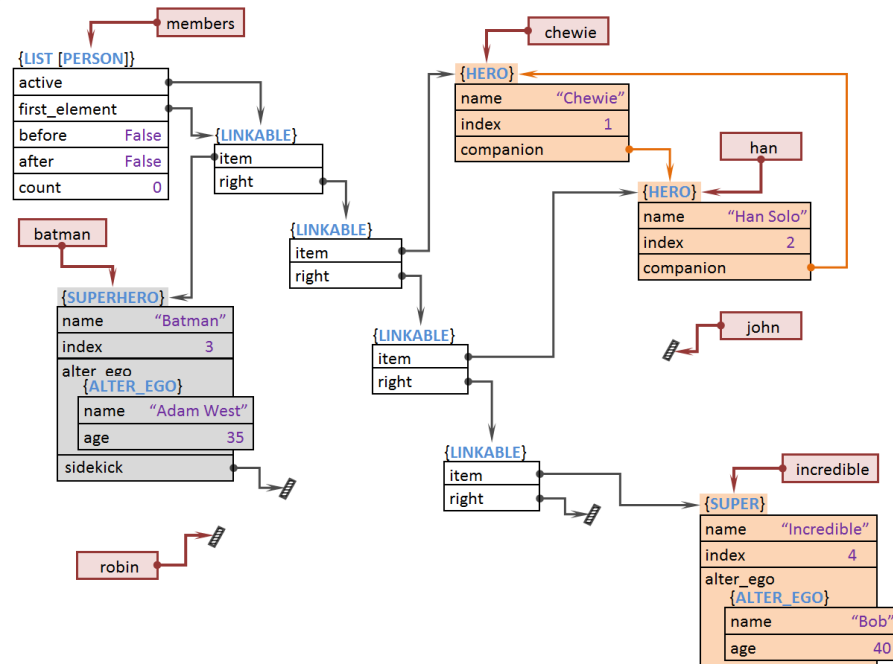 members
{LIST [PERSON]}
active
first_element
before False
after False
count 0
{LINKABLE}
item
right
chewie
{HERO}
name “Chewie”
index 1
companion
han
{HERO}
name “Han Solo”
index 2
companion
{LINKABLE}
item
right
batman
{SUPERHERO}
name “Batman”
index 3
alter_ego
{ALTER_EGO}
name “Adam West”
age 35
sidekick
john
{LINKABLE}
item
right
{LINKABLE}
item
right
robin
incredible
{SUPER}
name “Incredible”
index 4
alter_ego
{ALTER_EGO}
name “Bob”
age 40